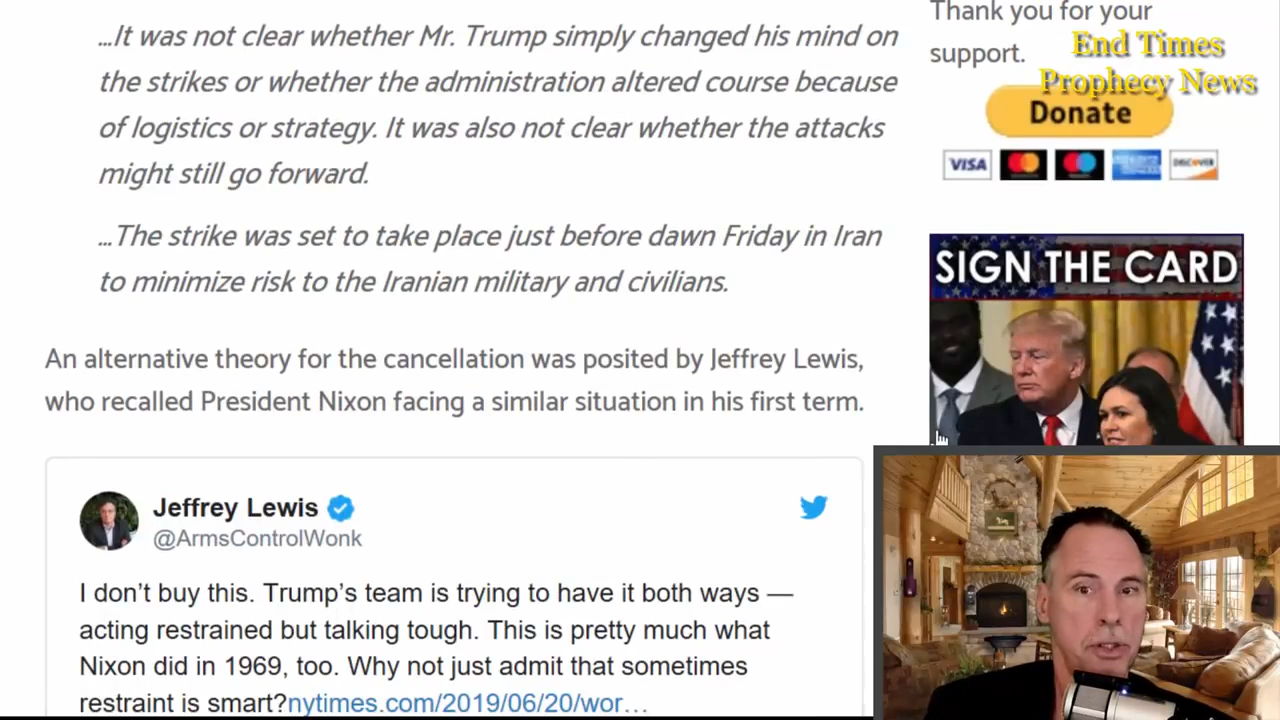 ...It was not clear whether Mr. Trump simply changed his mind on
the strikes or whether the administration altered course because
of logistics or strategy. It was also not clear whether the attacks
might still go forward.
...The strike was set to take place just before dawn Friday in Iran
to minimize risk to the Iranian military and civilians.
An alternative theory for the cancellation was posited by Jeffrey Lewis,
who recalled President Nixon facing a similar situation in his first term.
Jeffrey Lewis
@ArmsControlWonk
I don't buy this. Trump's team is trying to have it both ways —
acting restrained but talking tough. This is pretty much what
Nixon did in 1969, too. Why not just admit that sometimes
restraint is smart?nytimes.com/2019/06/20/wor…
Thank you for your
support.
End Times
Prophecy News
Donate
VISA
AMERICAN EXPRESS
DISCOVER
SIGN THE CARD